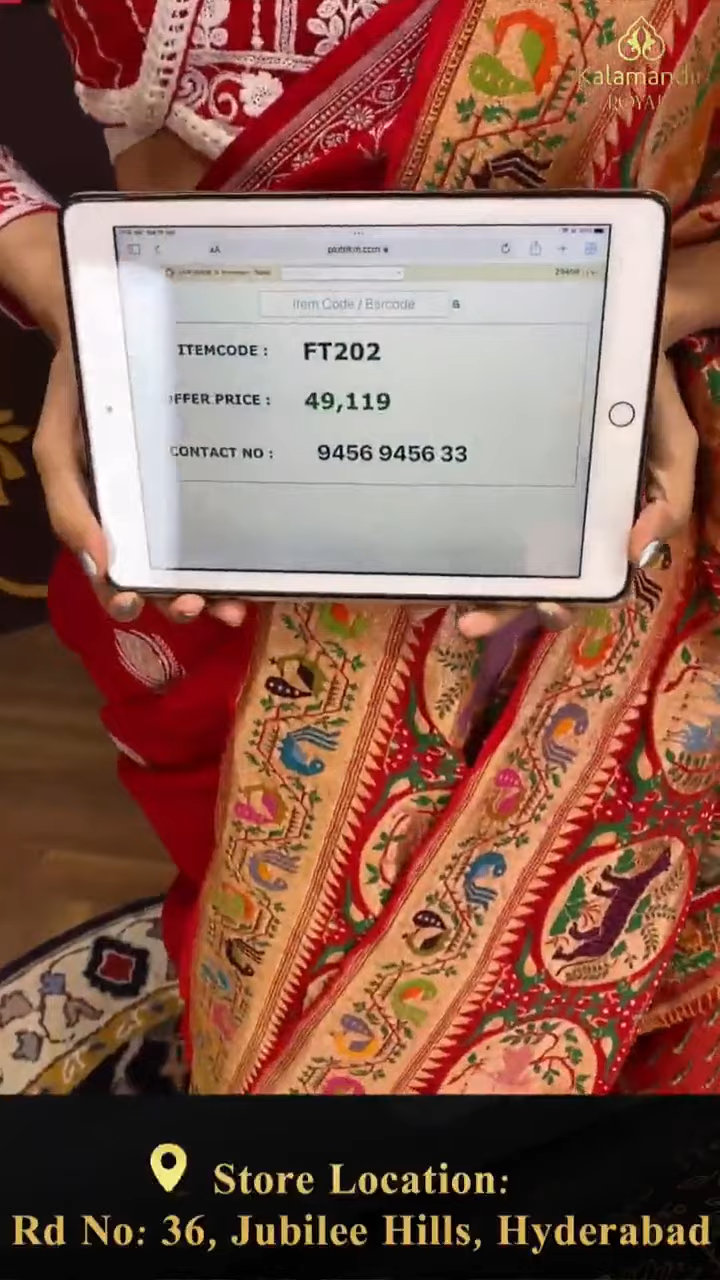 Kalamandir
ROYAL
AA
Item Code / Barcode
ITEMCODE : FT202
FFER PRICE : 49,119
CONTACT NO : 9456 9456 33
Store Location:
Rd No: 36, Jubilee Hills, Hyderabad